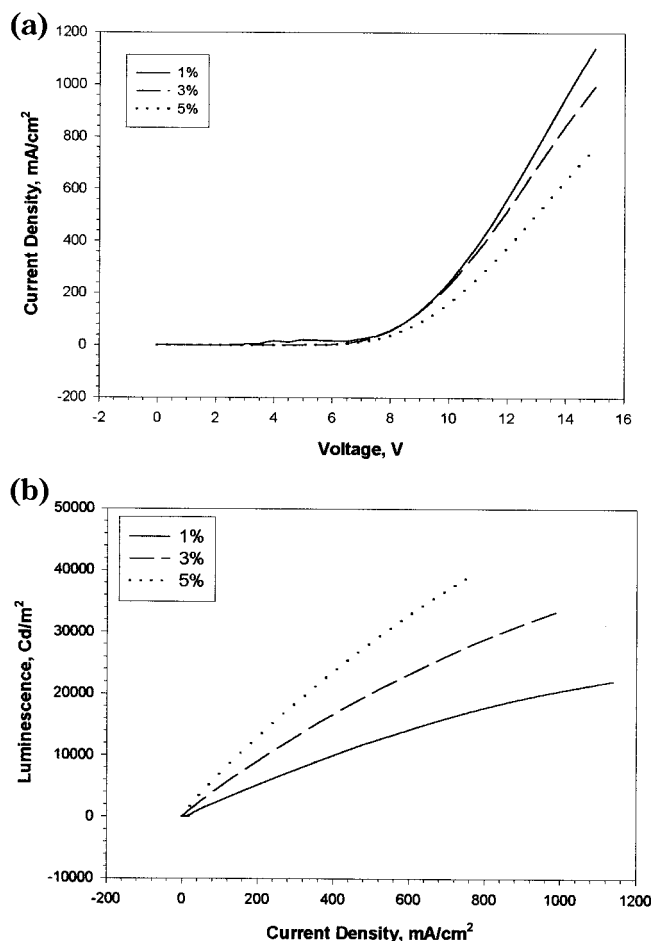 (a)
1200
1000
800
600
400
200
0
-200
Current Density, mA/cm²
1%
3%
5%
-2 0 2 4 6 8 10 12 14 16
Voltage, V
(b)
50000
40000
30000
20000
10000
0
-10000
Luminescence, Cd/m²
1%
3%
5%
-200 0 200 400 600 800 1000 1200
Current Density, mA/cm²